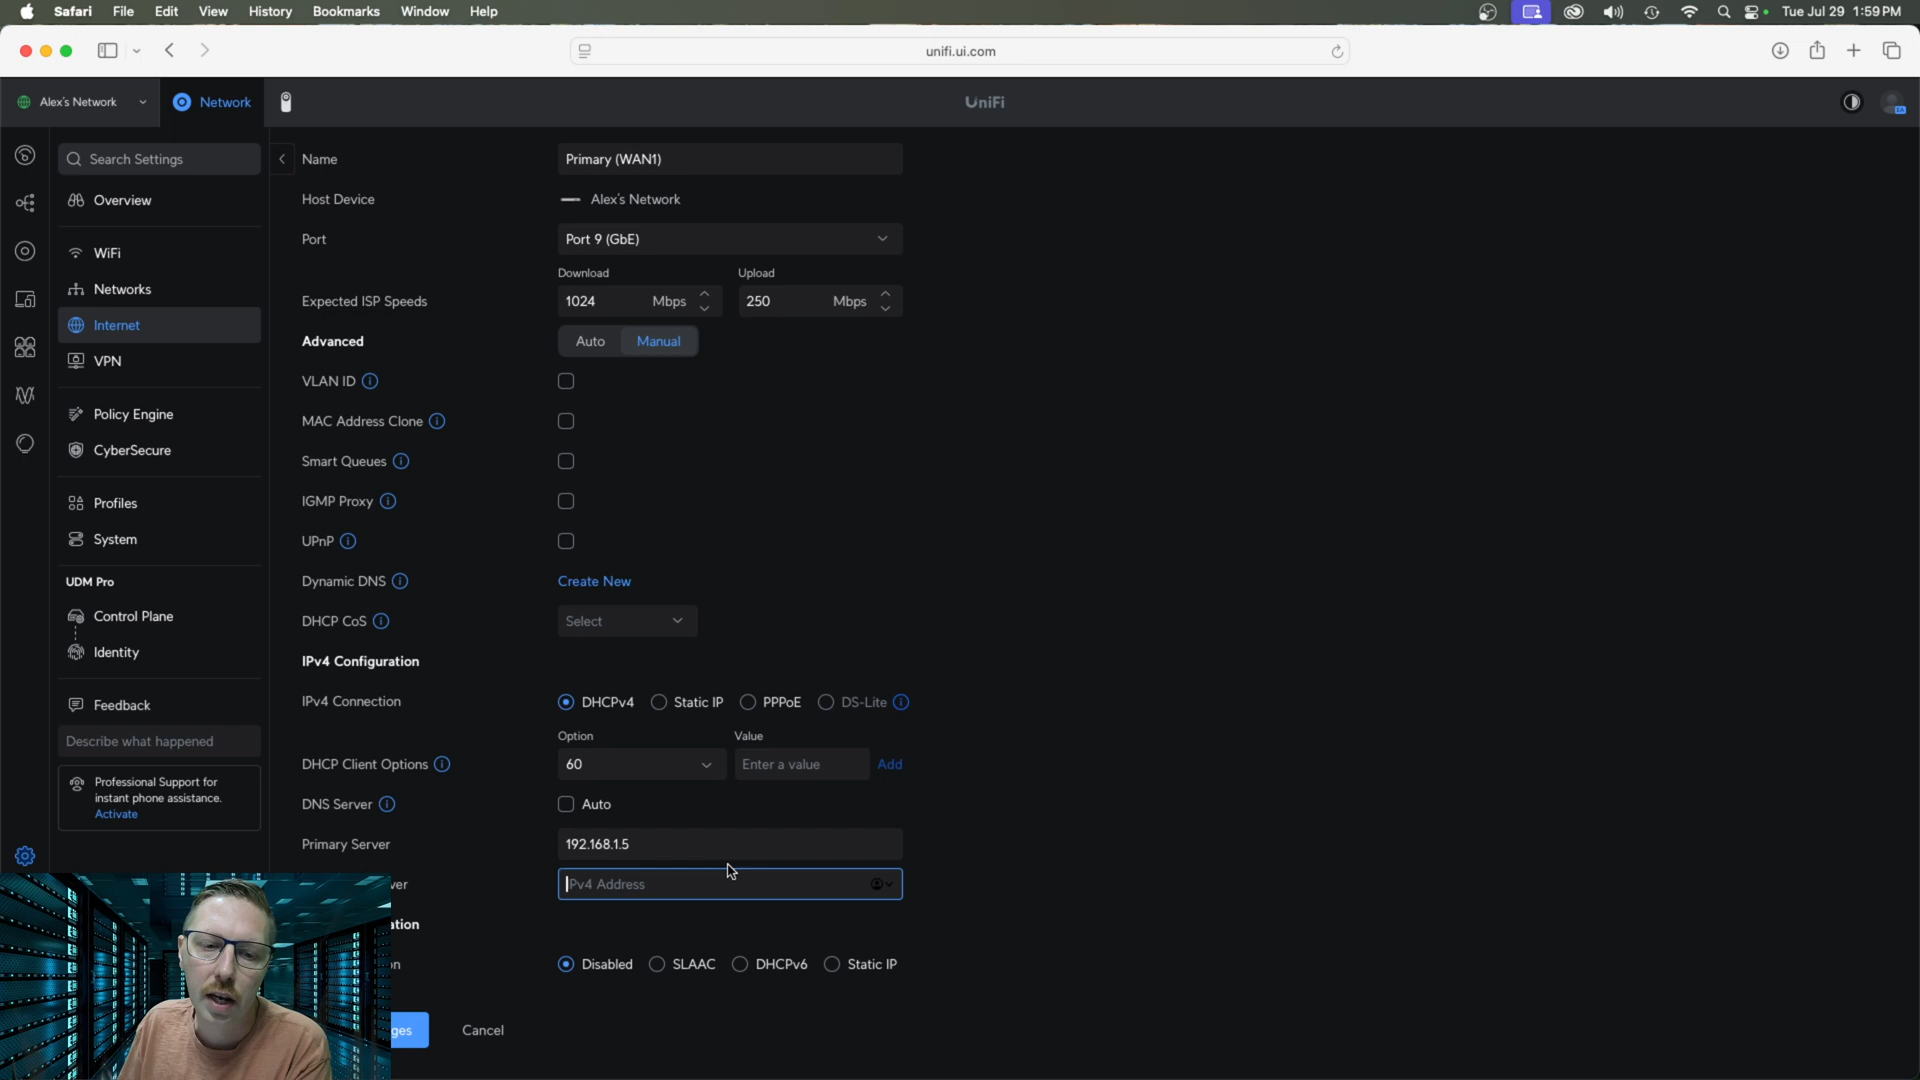 Safari File Edit View History Bookmarks Window Help Tue Jul 29 1:59 PM
unifi.ui.com
Alex's Network Network UniFi
Search Settings
Overview
WiFi
Networks
Internet
VPN
Policy Engine
CyberSecure
Profiles
System
UDM Pro
Control Plane
Identity
Feedback
Describe what happened
Professional Support for
instant phone assistance.
Activate
Name Primary (WAN1)
Host Device Alex's Network
Port Port 9 (GbE)
Download Upload
Expected ISP Speeds 1024 Mbps 250 Mbps
Advanced Auto Manual
VLAN ID
MAC Address Clone
Smart Queues
IGMP Proxy
UPnP
Dynamic DNS Create New
DHCP CoS Select
IPv4 Configuration
IPv4 Connection DHCPv4 Static IP PPPoE DS-Lite
Option Value
DHCP Client Options 60 Enter a value Add
DNS Server Auto
Primary Server 192.168.1.5
ver IPv4 Address
ation
on Disabled SLAAC DHCPv6 Static IP
ges Cancel